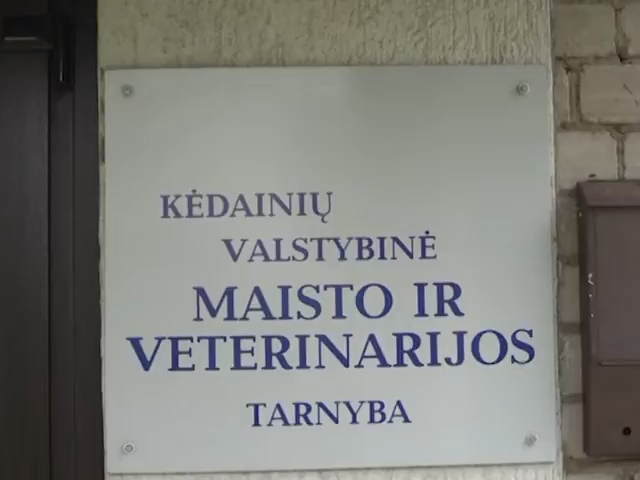 KĖDAINIŲ
VALSTYBINĖ
MAISTO IR
VETERINARIJOS
TARNYBA